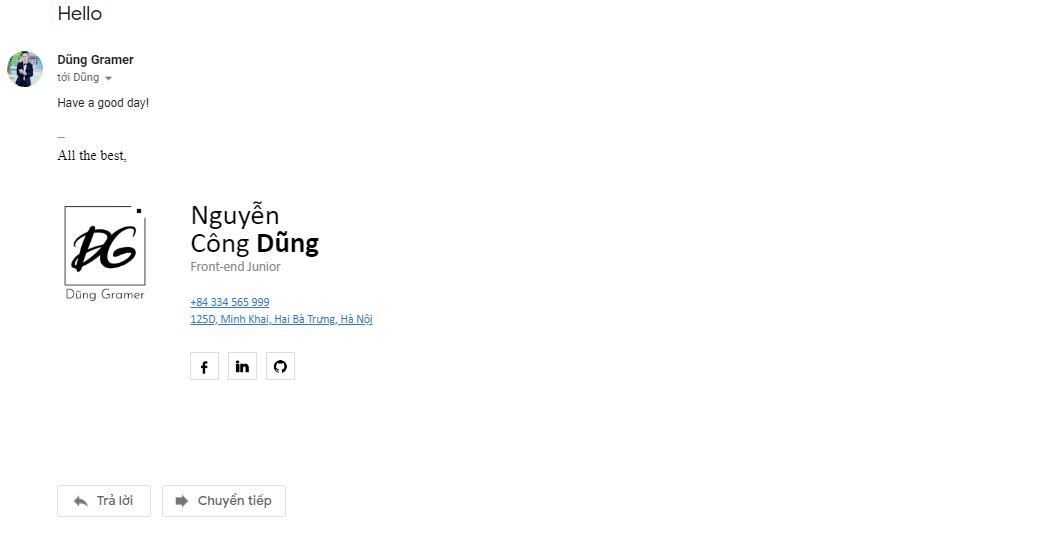 Hello
Dũng Gramer
tới Dũng
Have a good day!
--
All the best,
DG
Dũng Gramer
Nguyễn
Công Dũng
Front-end Junior
+84 334 565 999
125D, Minh Khai, Hai Bà Trưng, Hà Nội
f in
Trả lời Chuyển tiếp